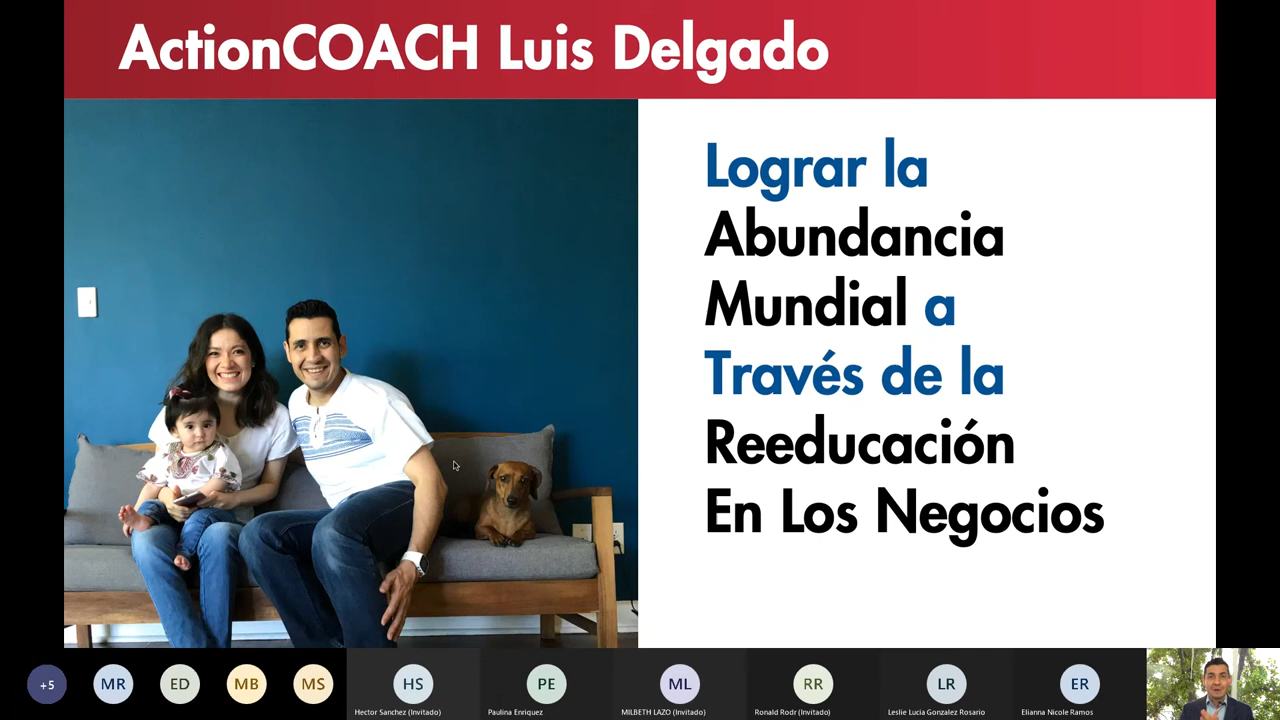 ActionCOACH Luis Delgado
Lograr la
Abundancia
Mundial a
Través de la
Reeducación
En Los Negocios
+5
MR
ED
MB
MS
HS
Hector Sanchez (Invitado)
PE
Paulina Enriquez
ML
MILBETH LAZO (Invitado)
RR
Ronald Rodr (Invitado)
LR
Leslie Lucia Gonzalez Rosario
ER
Elianna Nicole Ramos